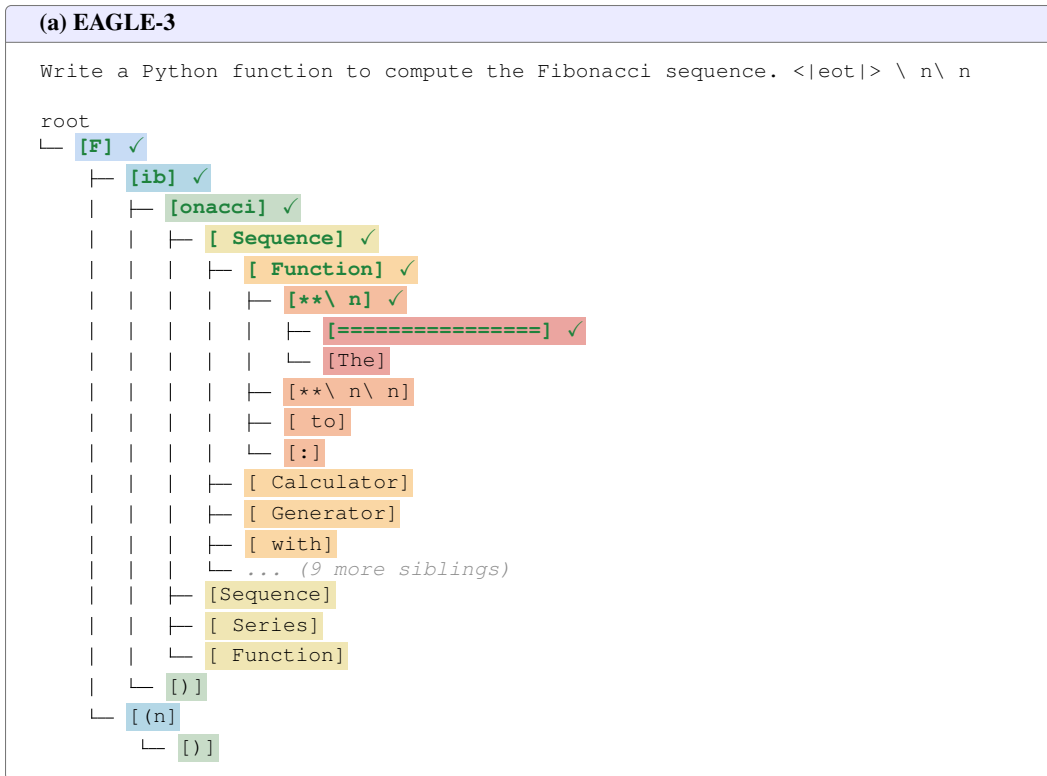 (a) EAGLE-3
Write a Python function to compute the Fibonacci sequence. <|eot|> \ n\ n
root
└─ [F] ✓
├─ [ib] ✓
│ ├─ [onacci] ✓
│ │ ├─ [ Sequence] ✓
│ │ │ ├─ [ Function] ✓
│ │ │ │ ├─ [**\ n] ✓
│ │ │ │ │ ├─ [================] ✓
│ │ │ │ │ └─ [The]
│ │ │ │ ├─ [**\ n\ n]
│ │ │ │ ├─ [ to]
│ │ │ │ └─ [:]
│ │ │ ├─ [ Calculator]
│ │ │ ├─ [ Generator]
│ │ │ ├─ [ with]
│ │ │ └─ ... (9 more siblings)
│ │ ├─ [Sequence]
│ │ ├─ [ Series]
│ │ └─ [ Function]
│ └─ [)]
└─ [(n]
└─ [)]